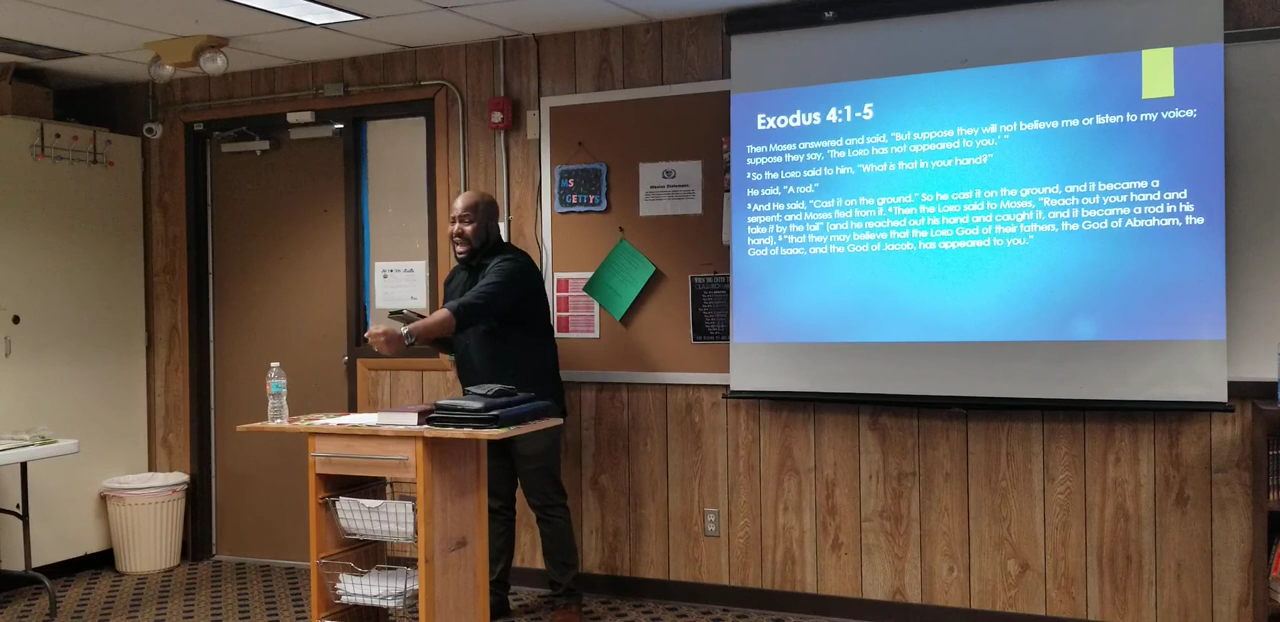 Exodus 4:1-5
Then Moses answered and said, "But suppose they will not believe me or listen to my voice;
suppose they say, 'The LORD has not appeared to you.' "
2 So the LORD said to him, "What is that in your hand?"
He said, "A rod."
3 And He said, "Cast it on the ground." So he cast it on the ground, and it became a
serpent; and Moses fled from it. 4 Then the LORD said to Moses, "Reach out your hand and
take it by the tail" (and he reached out his hand and caught it, and it became a rod in his
hand), 5 "that they may believe that the LORD God of their fathers, the God of Abraham, the
God of Isaac, and the God of Jacob, has appeared to you."
MS
GETTYS
Mission Statement